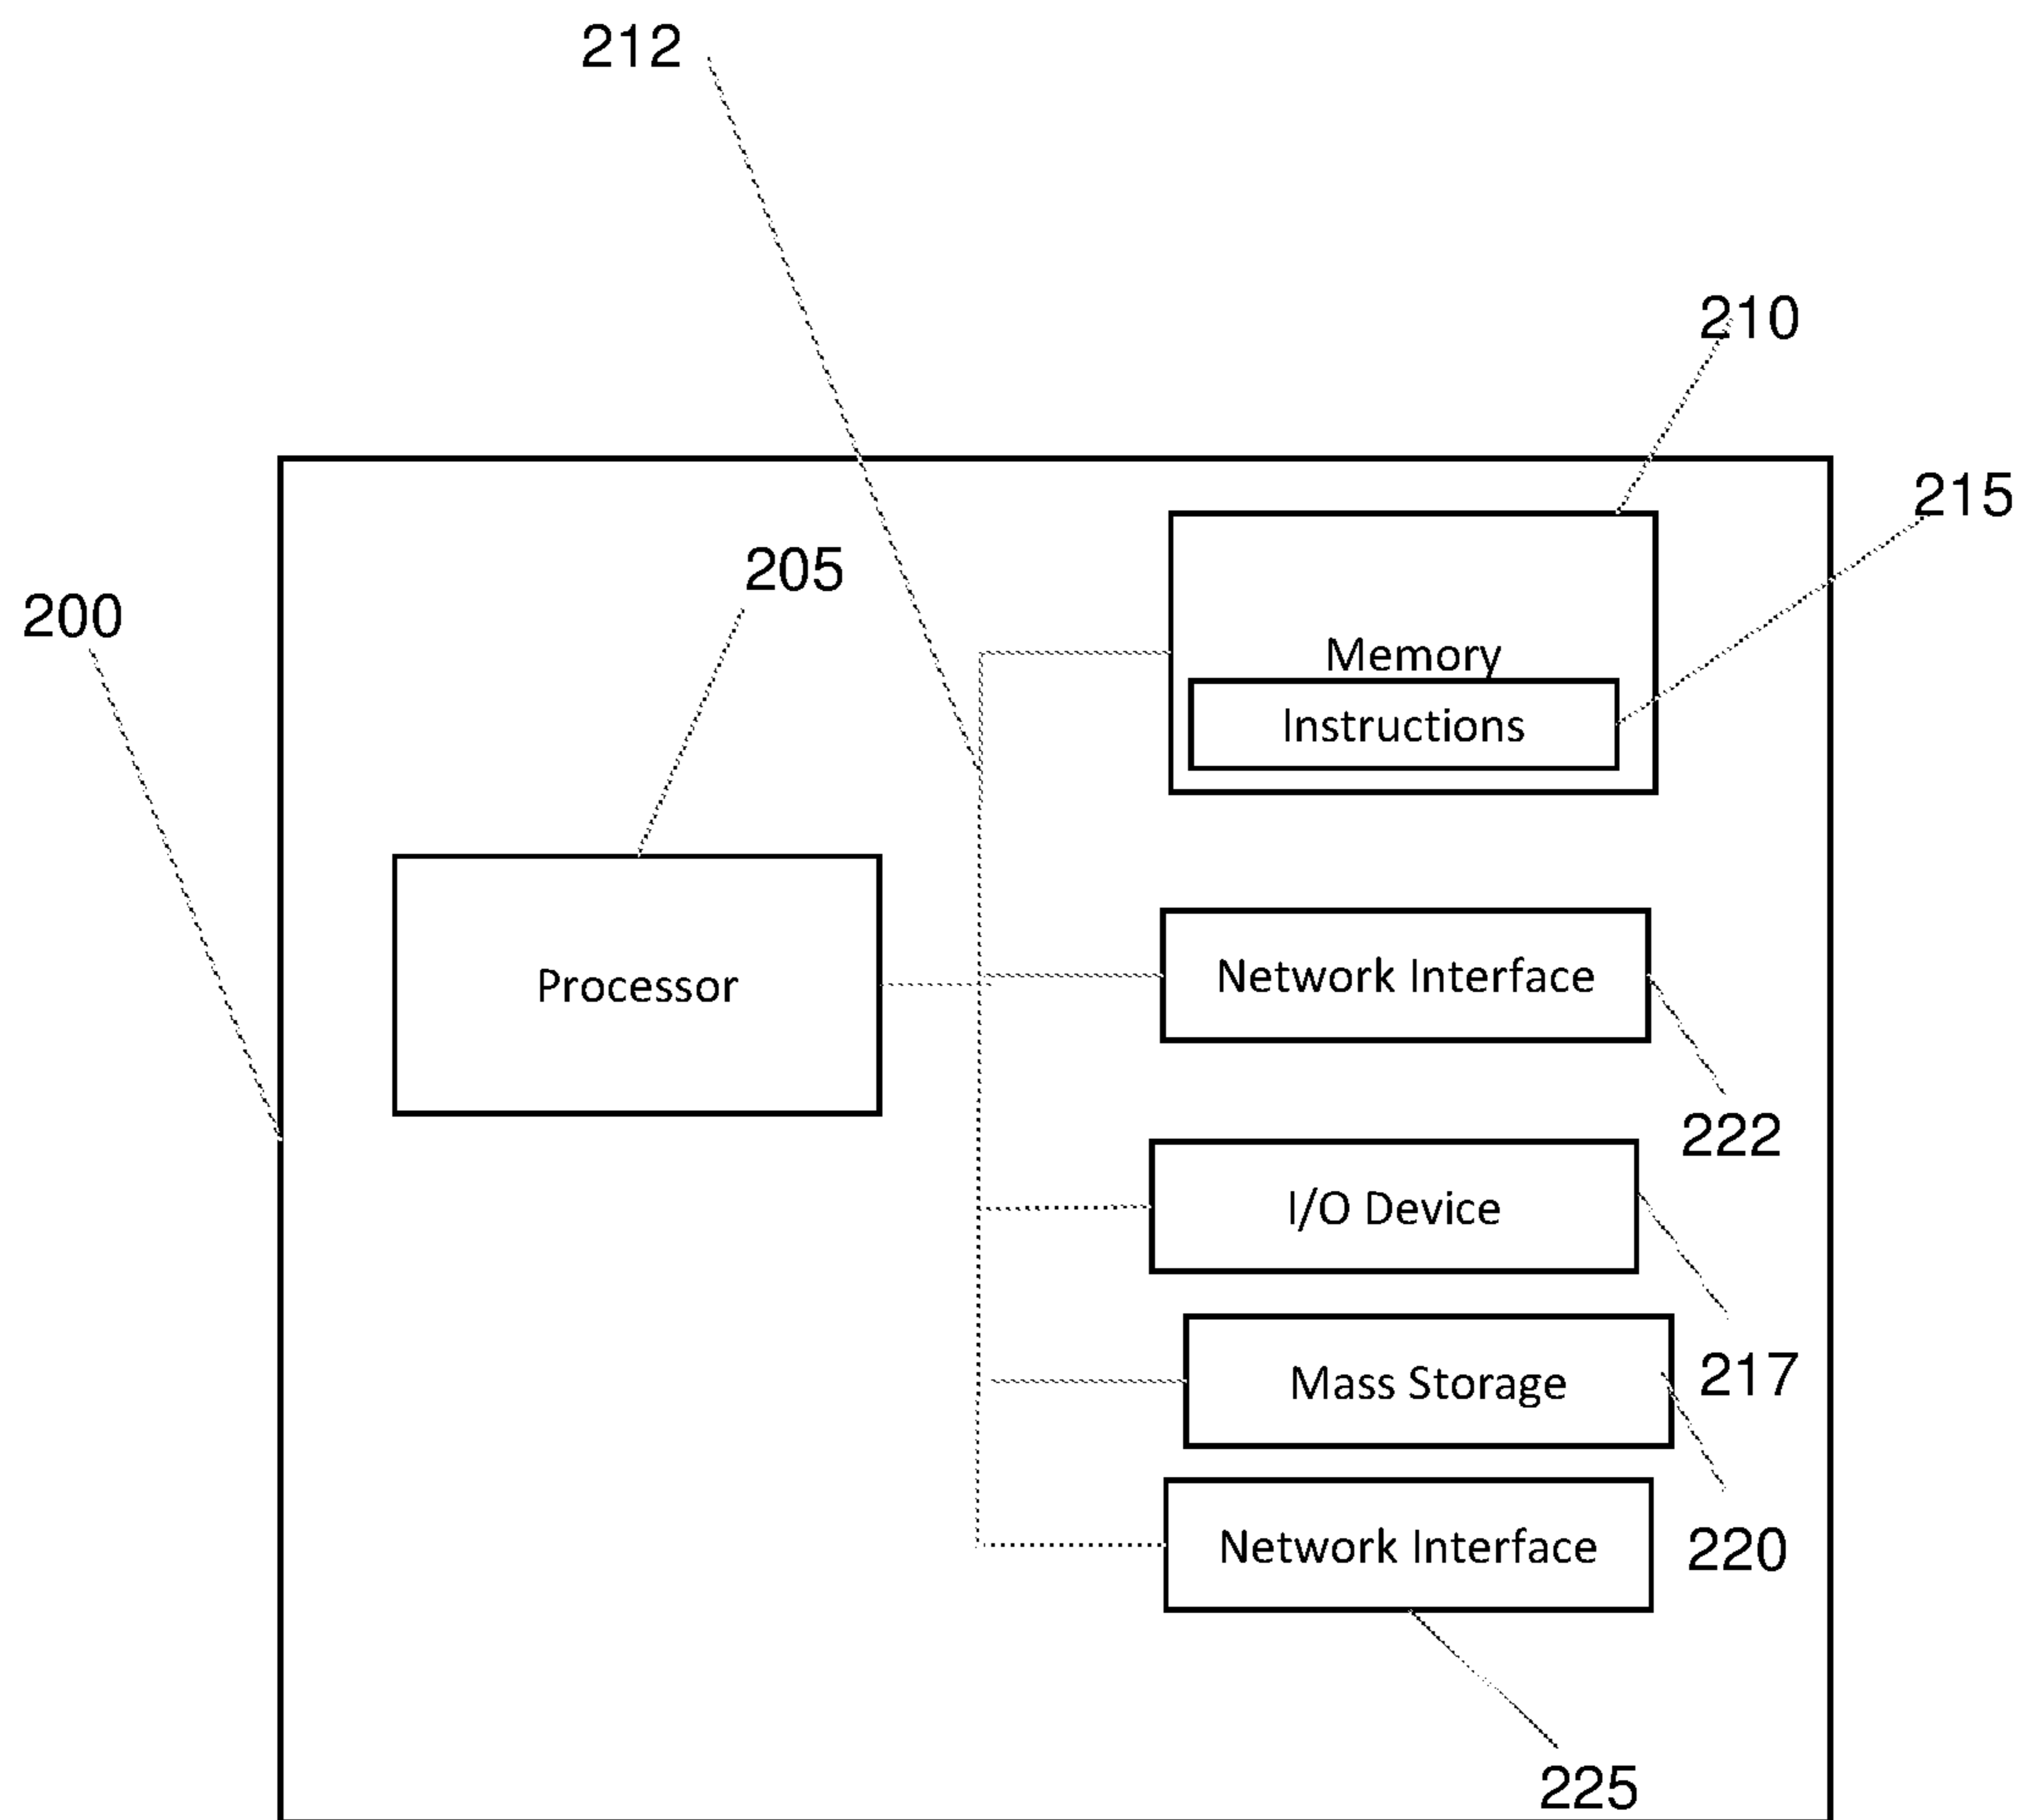 212
210
215
205
200
Memory
Instructions
Processor
Network Interface
222
I/O Device
217
Mass Storage
220
Network Interface
225